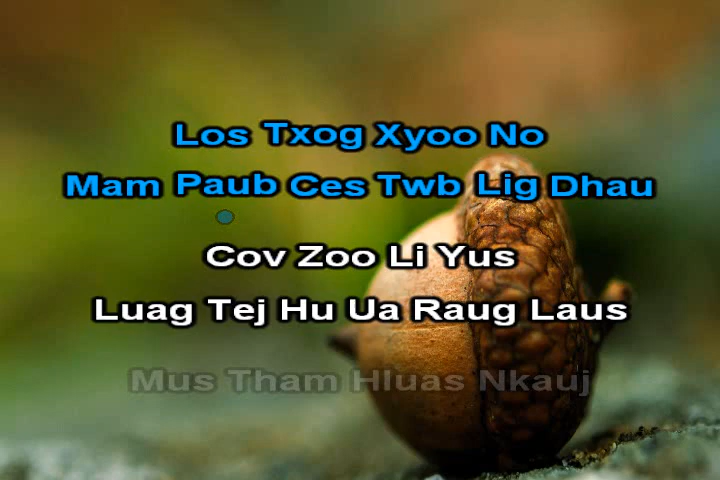 Los Txog Xyoo No
Mam Paub Ces Twb Lig Dhau
Cov Zoo Li Yus
Luag Tej Hu Ua Raug Laus
Mus Tham Hluas Nkauj